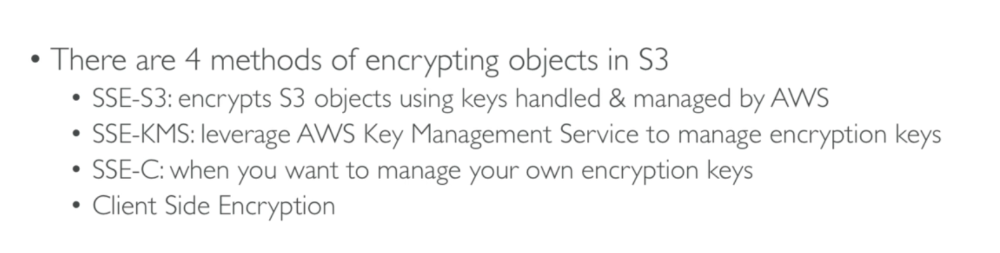 • There are 4 methods of encrypting objects in S3
• SSE-S3: encrypts S3 objects using keys handled & managed by AWS
• SSE-KMS: leverage AWS Key Management Service to manage encryption keys
• SSE-C: when you want to manage your own encryption keys
• Client Side Encryption